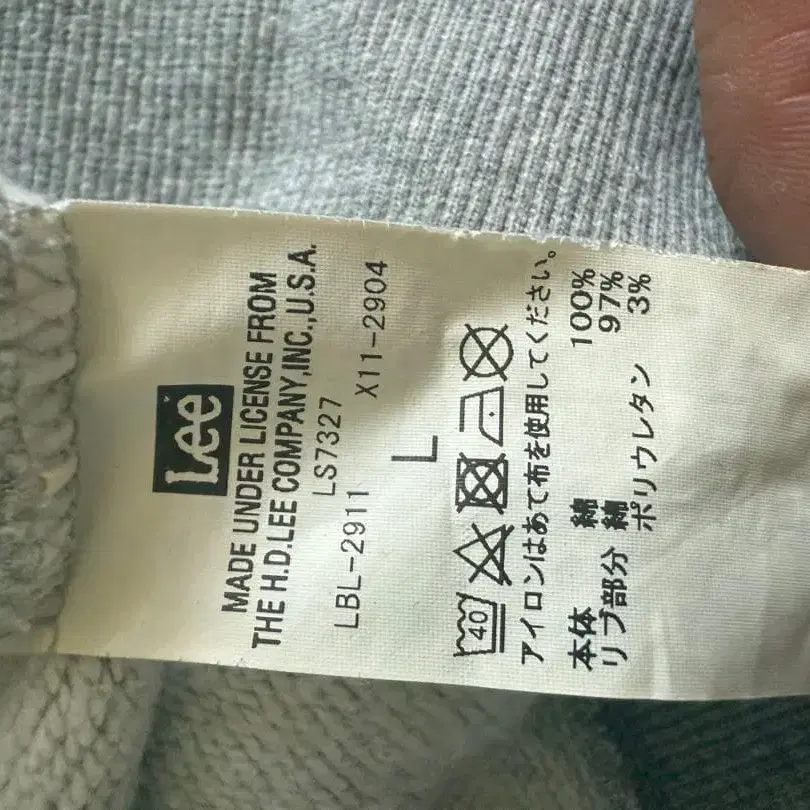 Lee
MADE UNDER LICENSE FROM
THE H.D.LEE COMPANY,INC.,U.S.A.
LS7327
LBL-2911 X11-2904
L
40
アイロンはあて布を使用してください。
本体 綿 100%
リブ部分 綿 97%
ポリウレタン 3%